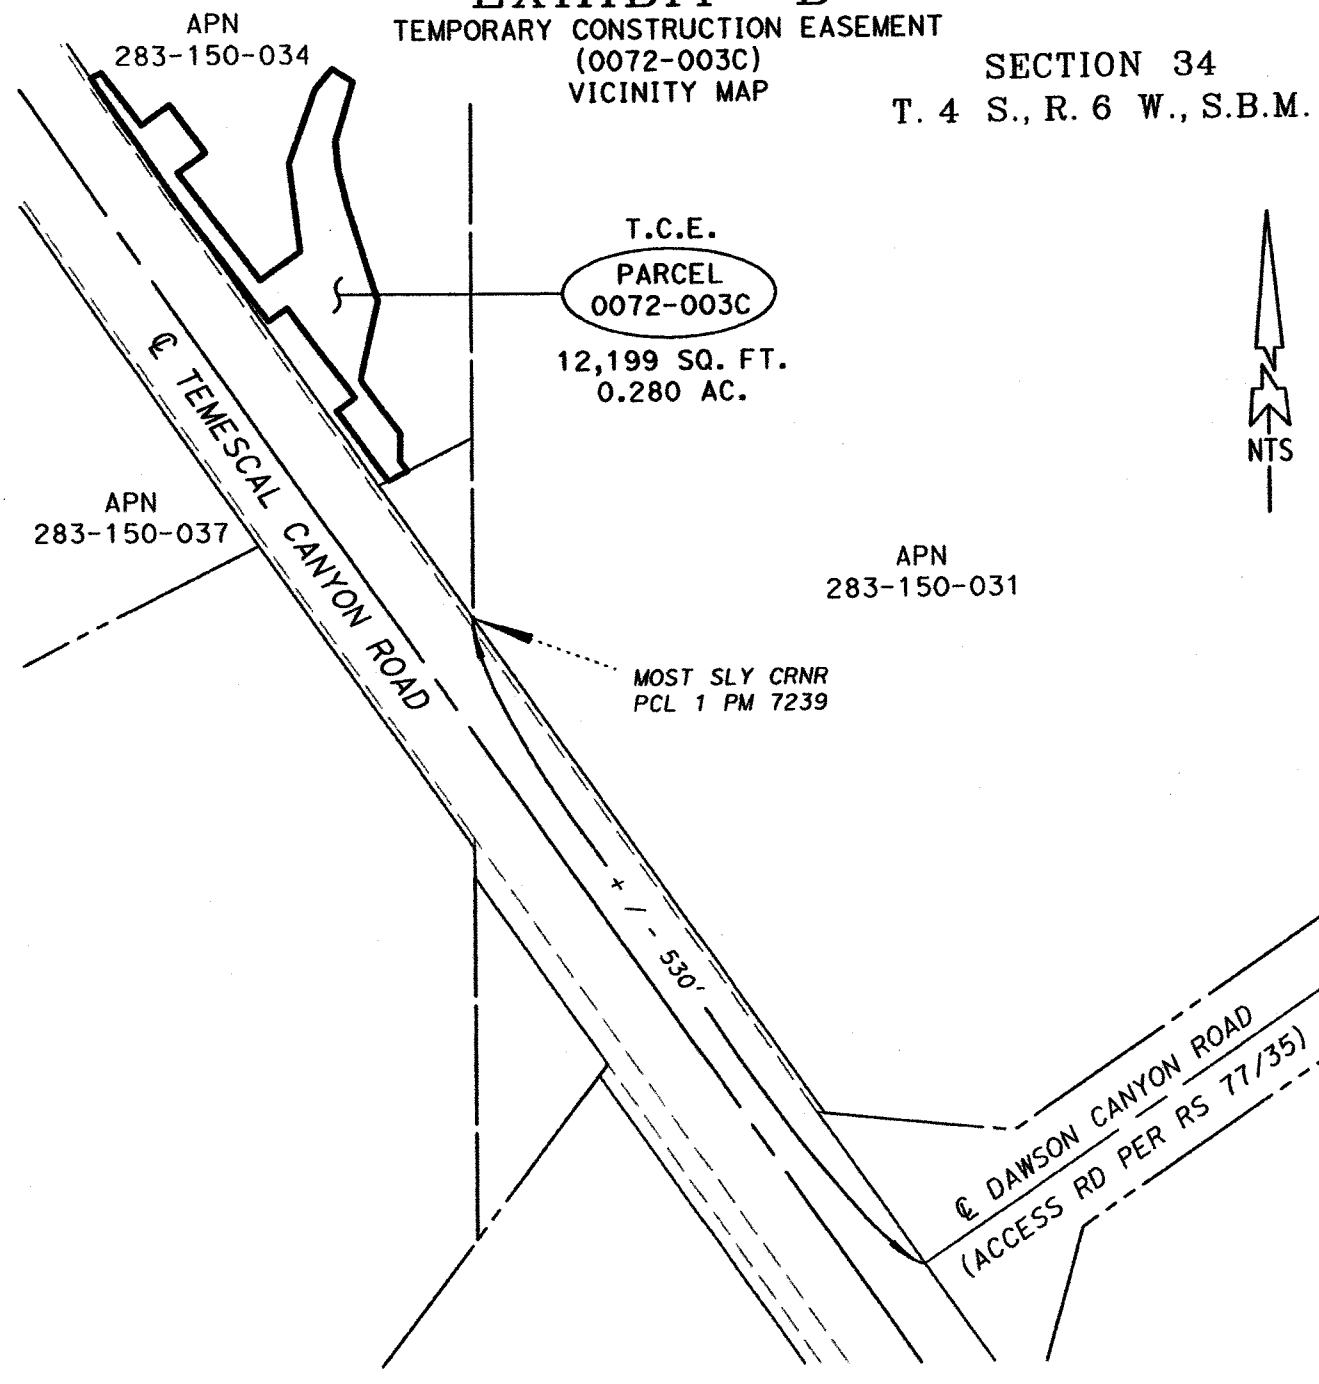 EXHIBIT "B"
TEMPORARY CONSTRUCTION EASEMENT
(0072-003C)
VICINITY MAP
SECTION 34
T. 4 S., R. 6 W., S.B.M.
APN
283-150-034
T.C.E.
PARCEL
0072-003C
12,199 SQ. FT.
0.280 AC.
NTS
℄ TEMESCAL CANYON ROAD
APN
283-150-037
APN
283-150-031
MOST SLY CRNR
PCL 1 PM 7239
+ / - 530'
℄ DAWSON CANYON ROAD
(ACCESS RD PER RS 77/35)